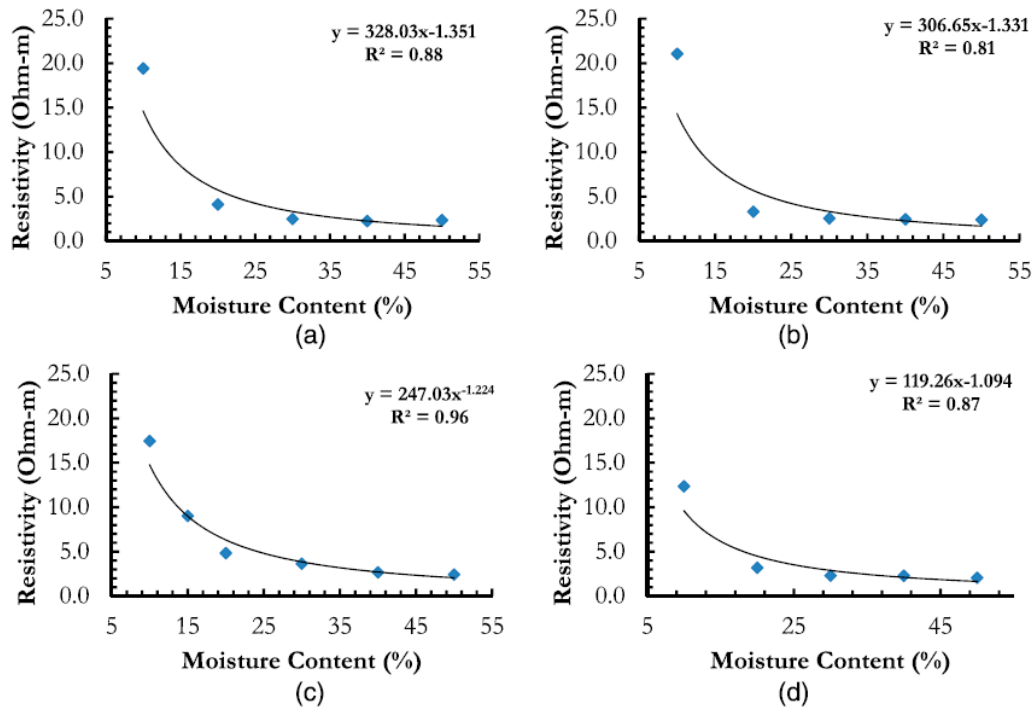 y = 328.03x-1.351
R² = 0.88
25.0
20.0
15.0
10.0
5.0
0.0
Resistivity (Ohm-m)
5 15 25 35 45 55
Moisture Content (%)
(a)
y = 306.65x-1.331
R² = 0.81
25.0
20.0
15.0
10.0
5.0
0.0
Resistivity (Ohm-m)
5 15 25 35 45 55
Moisture Content (%)
(b)
y = 247.03x⁻¹·²²⁴
R² = 0.96
25.0
20.0
15.0
10.0
5.0
0.0
Resistivity (Ohm-m)
5 15 25 35 45 55
Moisture Content (%)
(c)
y = 119.26x-1.094
R² = 0.87
25.0
20.0
15.0
10.0
5.0
0.0
Resistivity (Ohm-m)
5 25 45
Moisture Content (%)
(d)